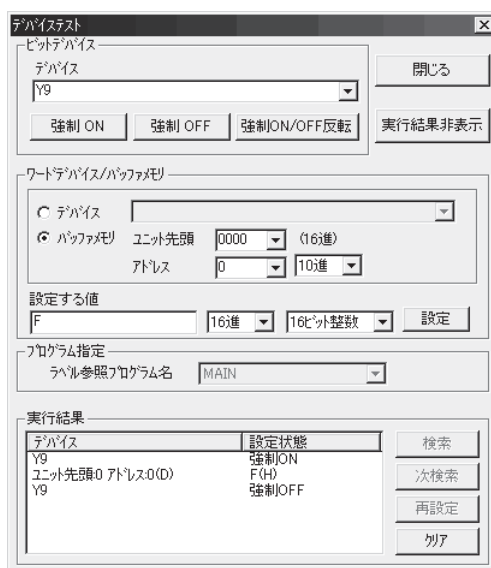 ﾃﾞﾊﾞｲｽﾃｽﾄ
ﾋﾞｯﾄﾃﾞﾊﾞｲｽ
ﾃﾞﾊﾞｲｽ
Y9
閉じる
強制 ON 強制 OFF 強制ON/OFF反転 実行結果非表示
ﾜｰﾄﾞﾃﾞﾊﾞｲｽ/ﾊﾞｯﾌｧﾒﾓﾘ
ﾃﾞﾊﾞｲｽ
ﾊﾞｯﾌｧﾒﾓﾘ ﾕﾆｯﾄ先頭 0000 (16進)
ｱﾄﾞﾚｽ 0 10進
設定する値
F 16進 16ﾋﾞｯﾄ整数 設定
ﾌﾟﾛｸﾞﾗﾑ指定
ﾗﾍﾞﾙ参照ﾌﾟﾛｸﾞﾗﾑ名 MAIN
実行結果
ﾃﾞﾊﾞｲｽ 設定状態
Y9 強制ON
ﾕﾆｯﾄ先頭:0 ｱﾄﾞﾚｽ:0(D) F(H)
Y9 強制OFF
検索
次検索
再設定
ｸﾘｱ